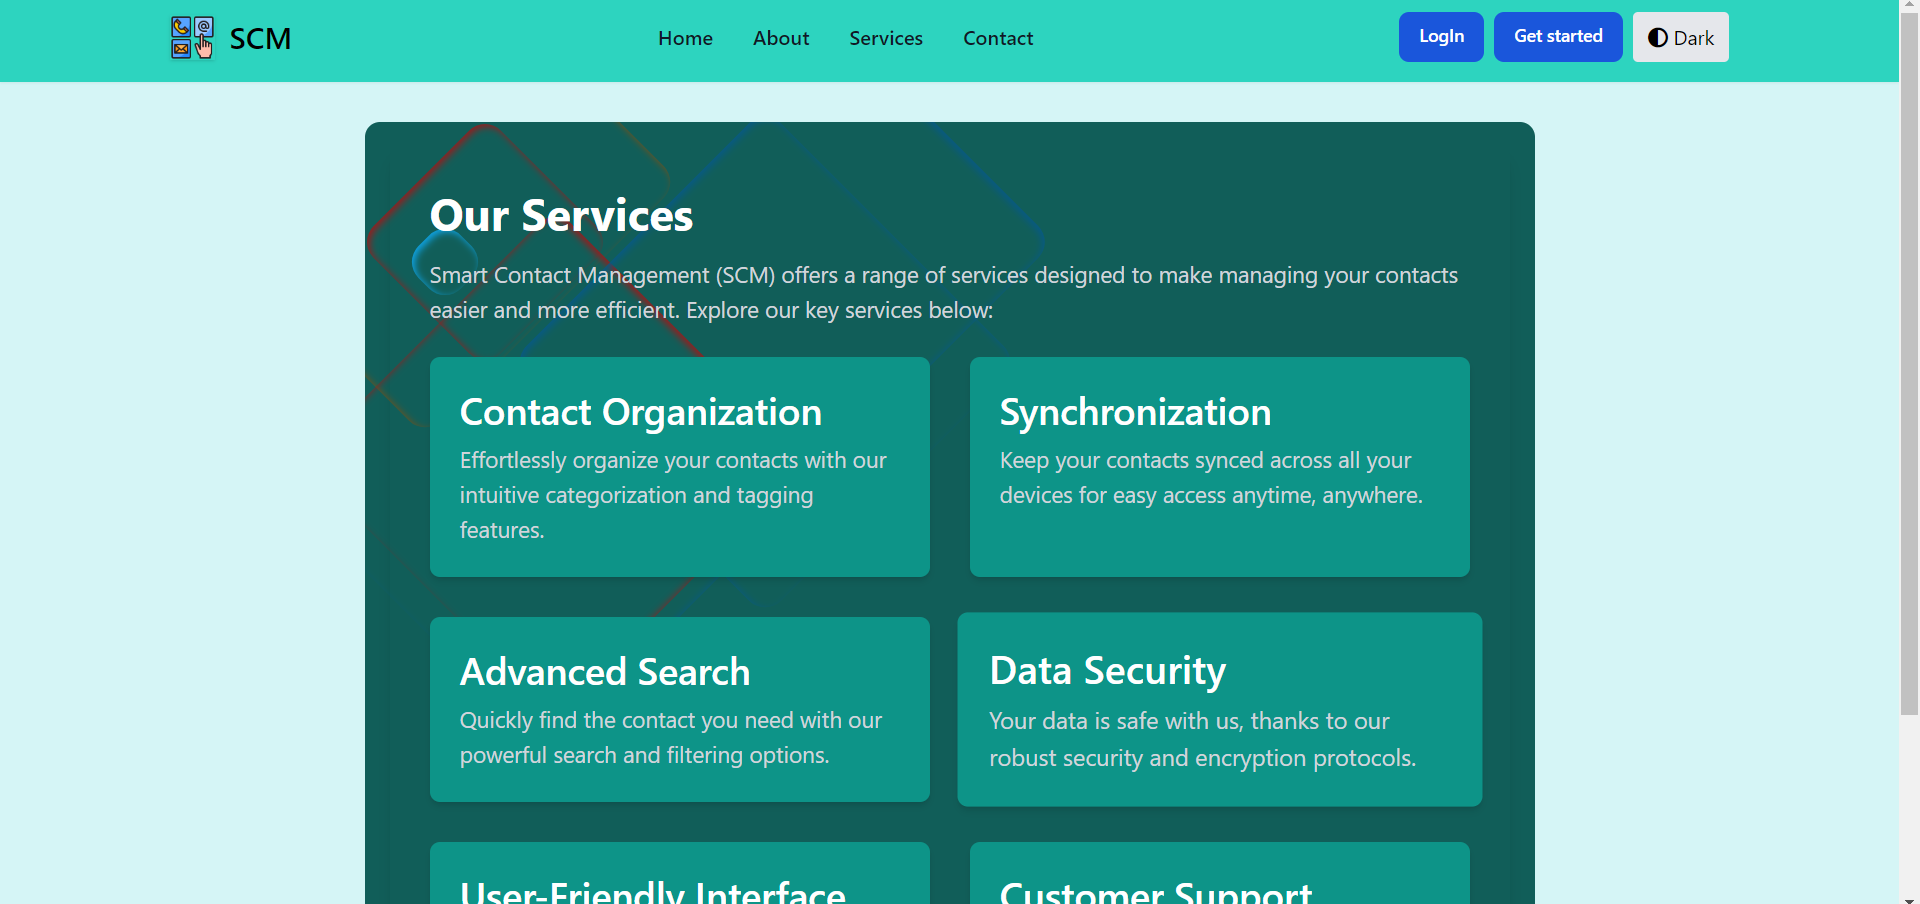 SCM
Home About Services Contact
LogIn Get started Dark
Our Services
Smart Contact Management (SCM) offers a range of services designed to make managing your contacts
easier and more efficient. Explore our key services below:
Contact Organization
Effortlessly organize your contacts with our
intuitive categorization and tagging
features.
Synchronization
Keep your contacts synced across all your
devices for easy access anytime, anywhere.
Advanced Search
Quickly find the contact you need with our
powerful search and filtering options.
Data Security
Your data is safe with us, thanks to our
robust security and encryption protocols.
User-Friendly Interface
Customer Support